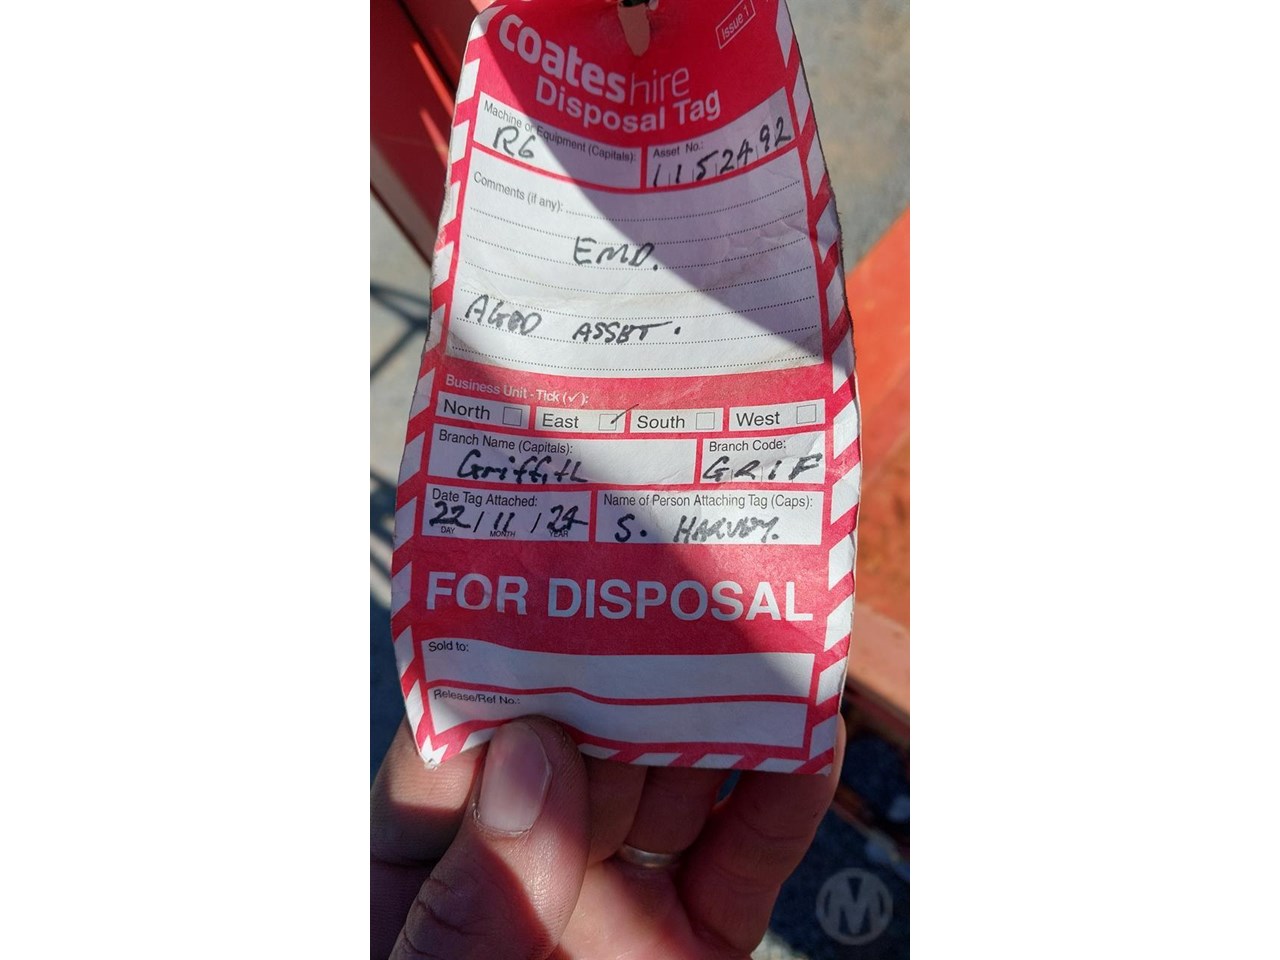 Issue 1
coateshire
Disposal Tag
Machine or Equipment (Capitals): R6
Asset No.: 1152492
Comments (if any):
EMD.
AGED ASSET.
Business Unit - Tick (✓):
North East South West
Branch Name (Capitals): Griffith
Branch Code: GRIF
Date Tag Attached: 22/11/24
DAY MONTH YEAR
Name of Person Attaching Tag (Caps): S. HARVEY.
FOR DISPOSAL
Sold to:
Release/Ref No.:
M